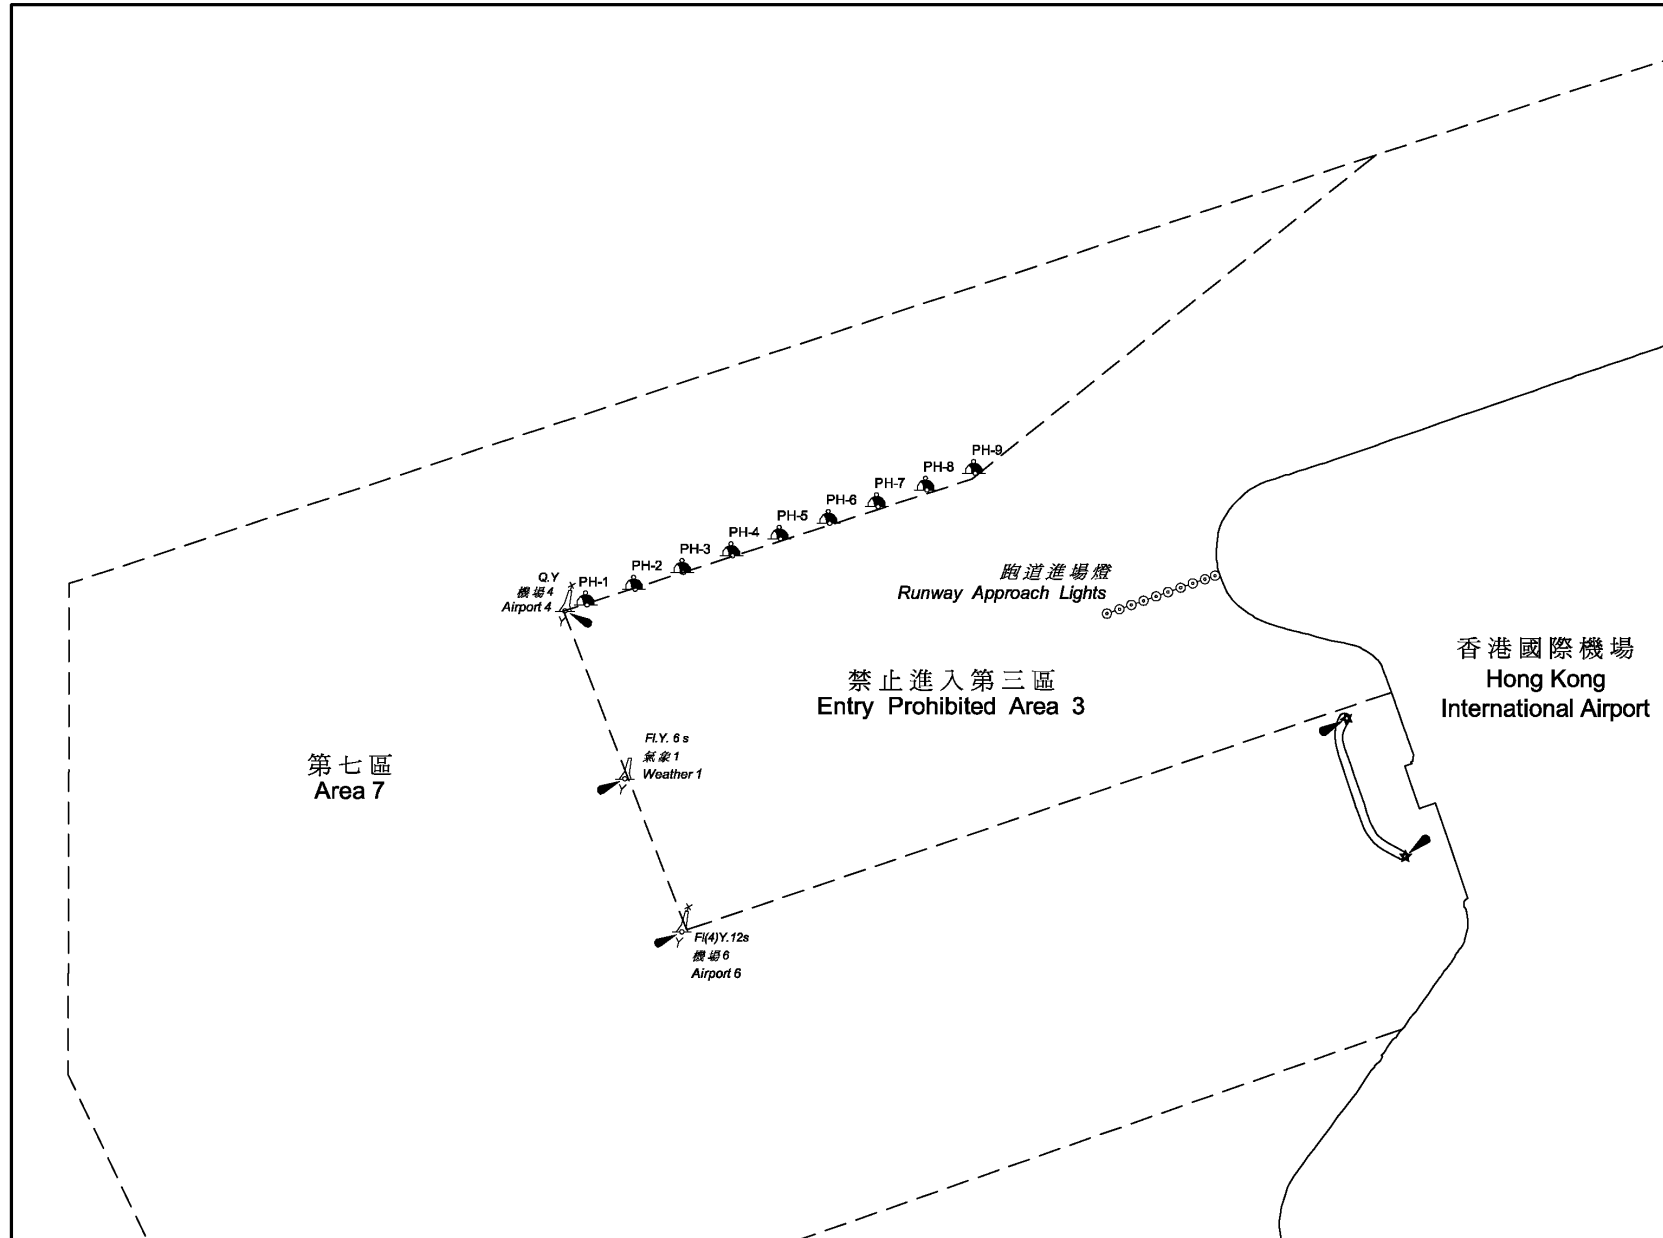 PH-9
PH-8
PH-7
PH-6
PH-5
PH-4
PH-3
PH-2
PH-1
Q.Y
機場4
Airport 4
Y
跑道進場燈
Runway Approach Lights
香港國際機場
Hong Kong
International Airport
禁止進入第三區
Entry Prohibited Area 3
Fl.Y. 6 s
氣象1
Weather 1
Y
第七區
Area 7
Y
Fl(4)Y.12s
機場6
Airport 6